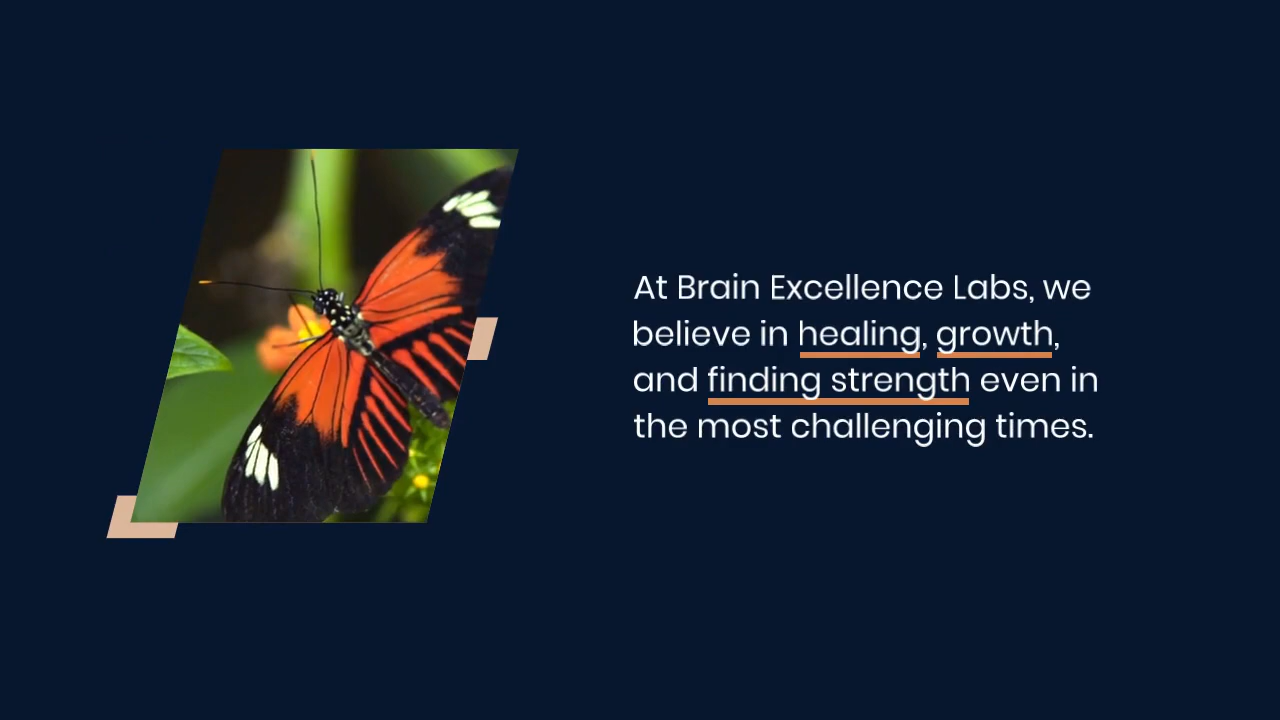 At Brain Excellence Labs, we
believe in healing, growth,
and finding strength even in
the most challenging times.